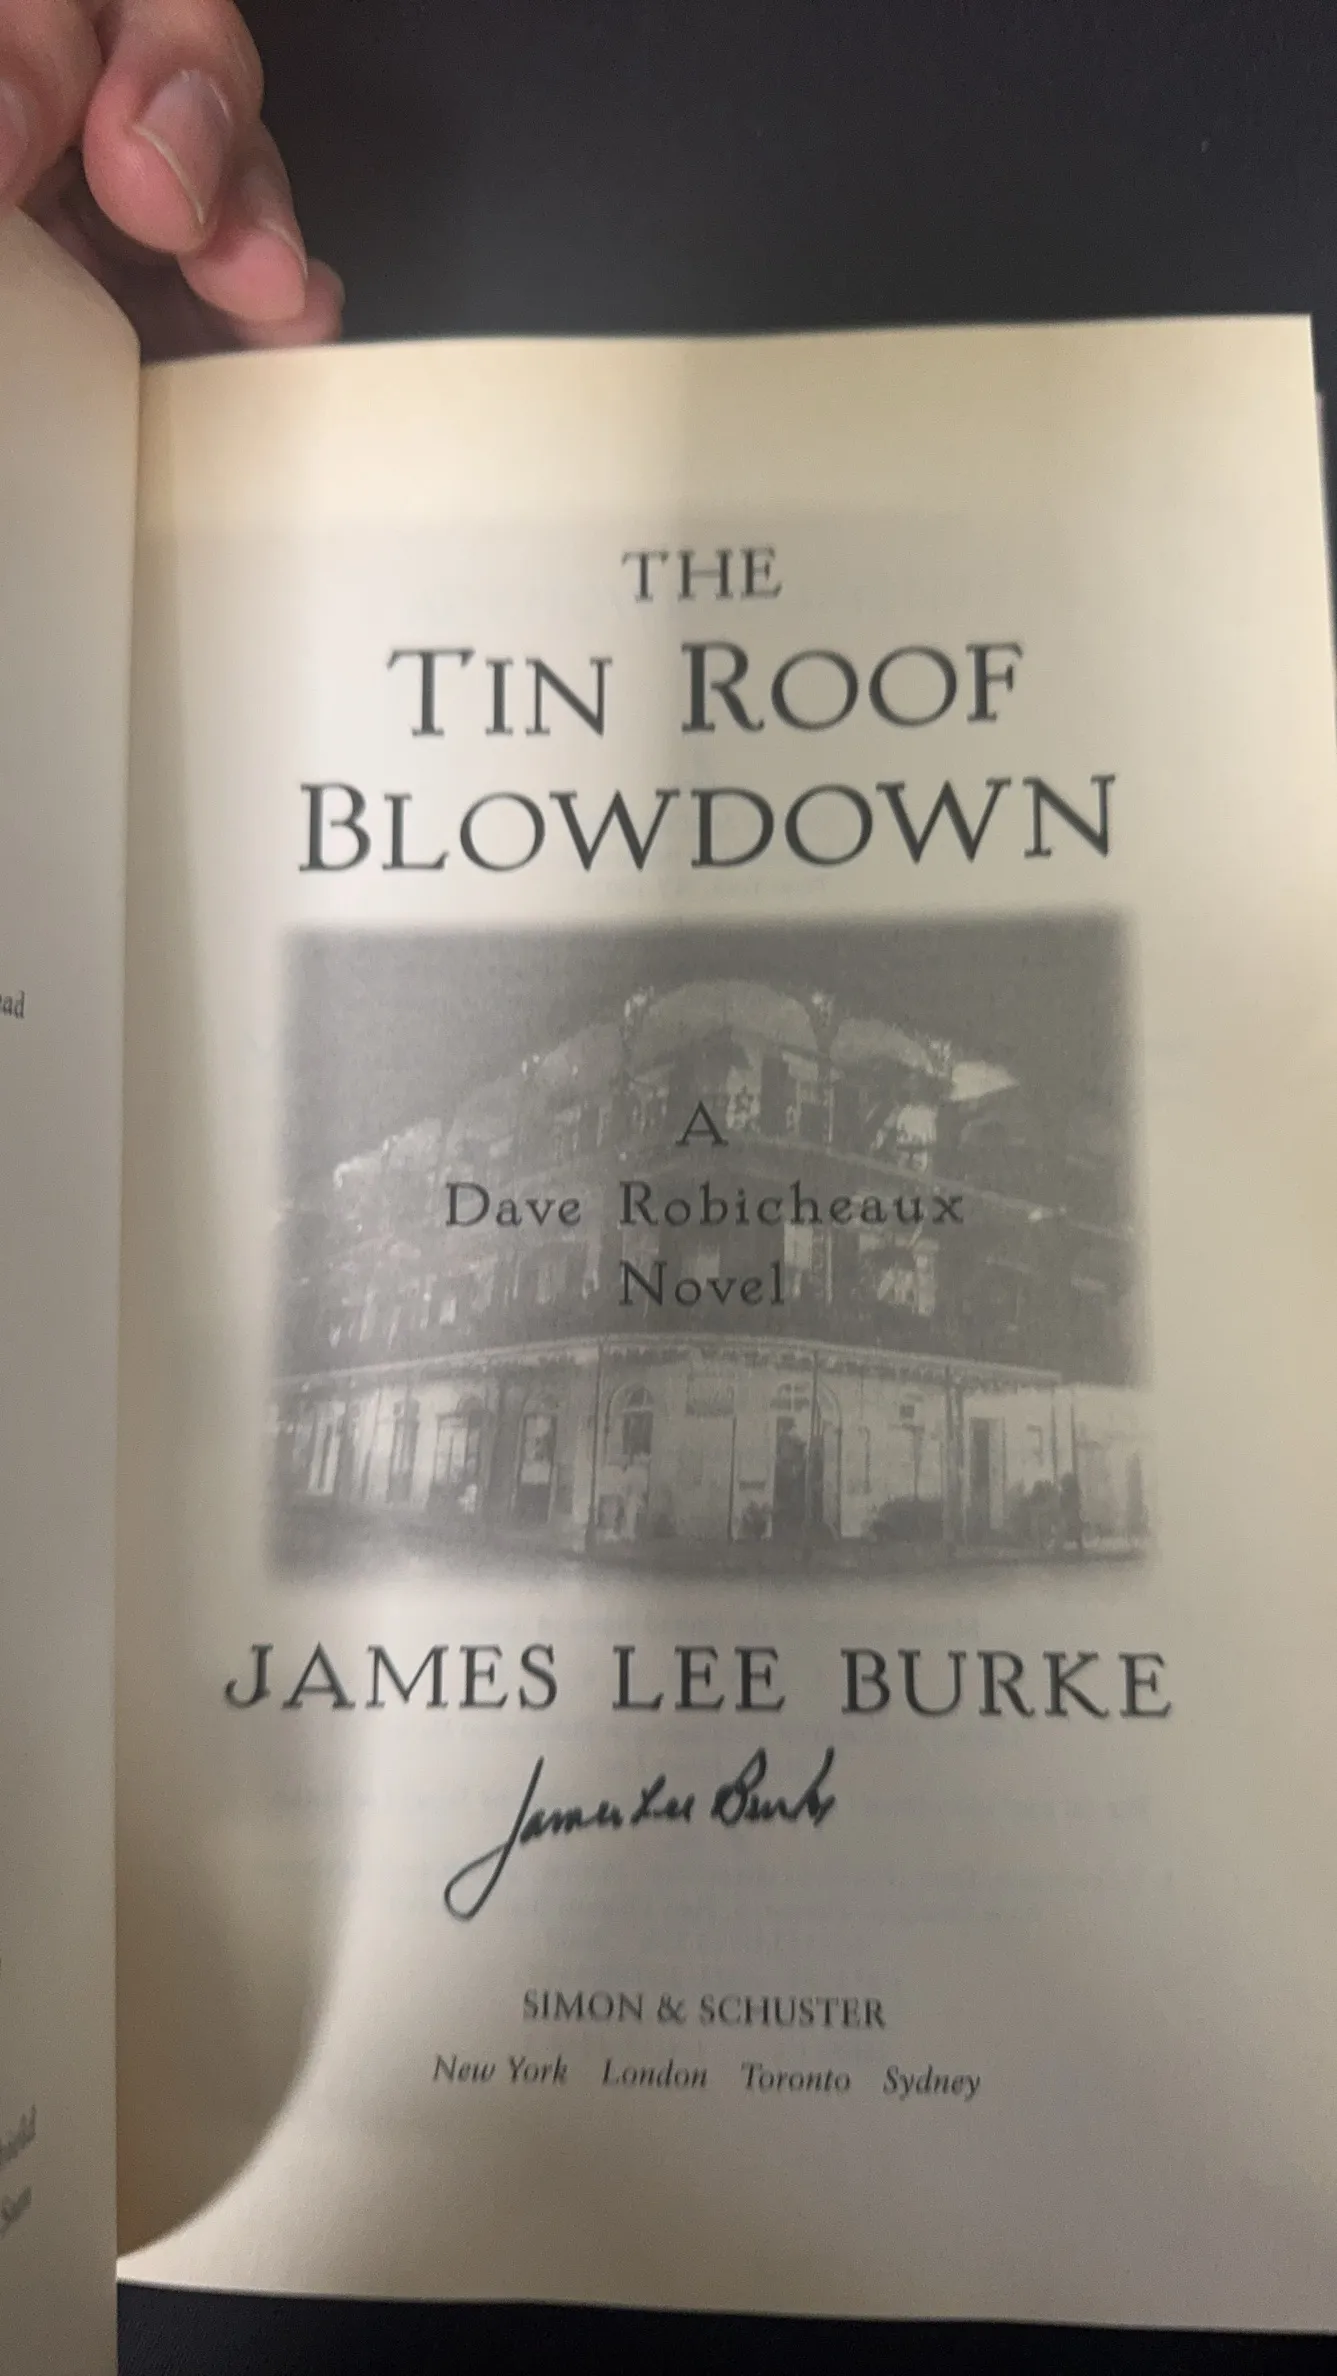 THE
TIN ROOF
BLOWDOWN
A
Dave Robicheaux
Novel
JAMES LEE BURKE
James Lee Burke
SIMON & SCHUSTER
New York London Toronto Sydney
ead